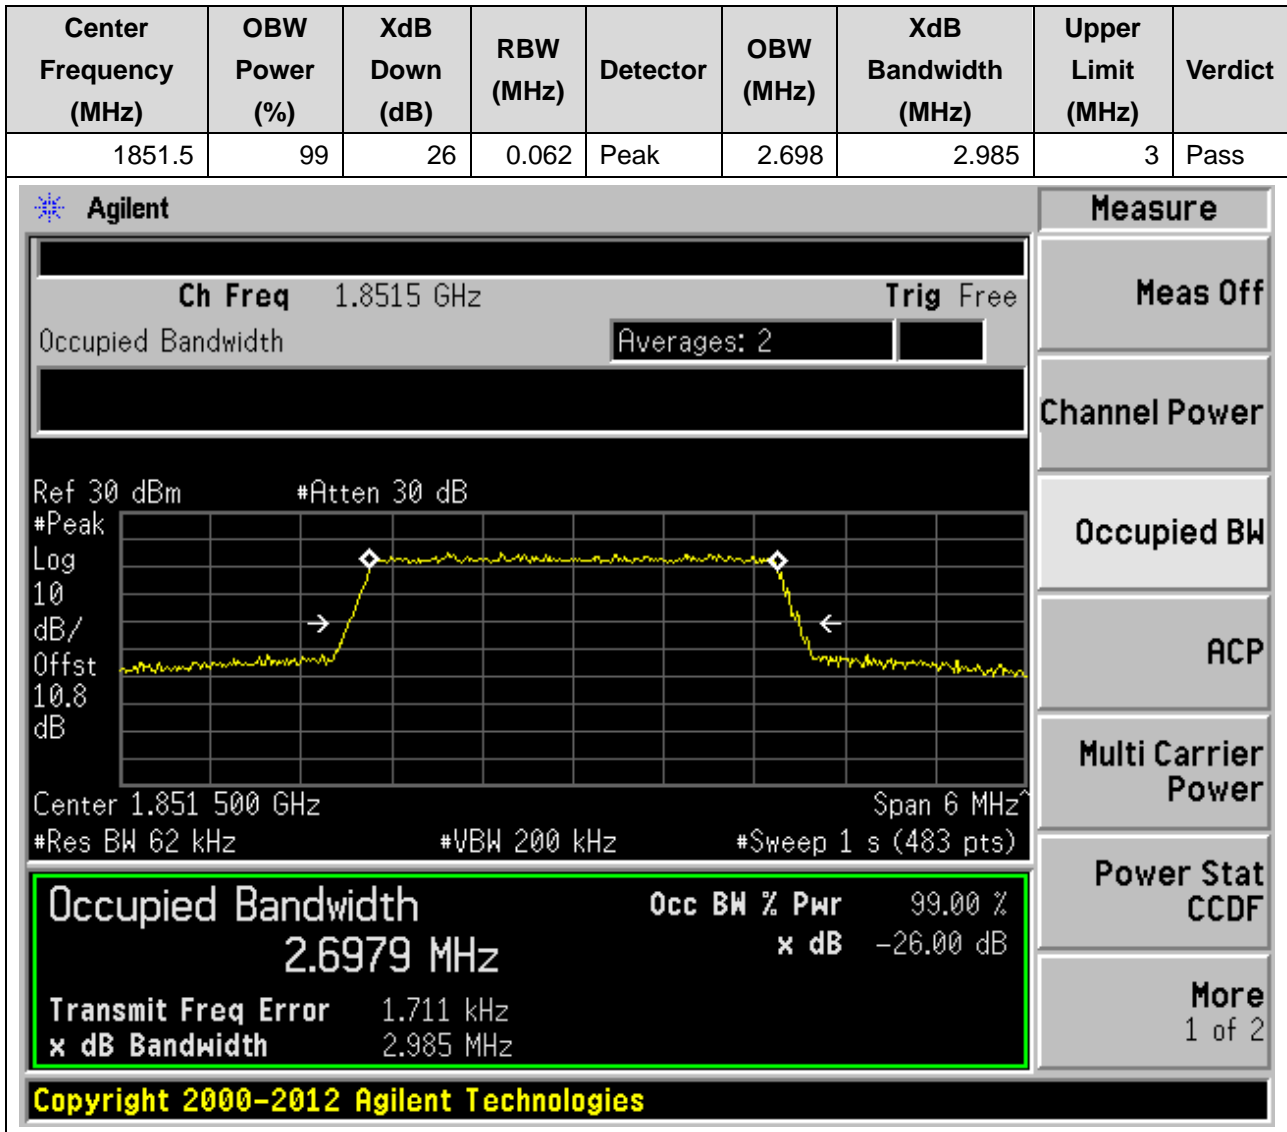 Center Frequency (MHz) OBW Power (%) XdB Down (dB) RBW (MHz) Detector OBW (MHz) XdB Bandwidth (MHz) Upper Limit (MHz) Verdict
1851.5 99 26 0.062 Peak 2.698 2.985 3 Pass
Agilent
Measure
Ch Freq 1.8515 GHz Trig Free
Occupied Bandwidth Averages: 2
Meas Off
Channel Power
Occupied BW
ACP
Multi Carrier
Power
Power Stat
CCDF
More
1 of 2
Ref 30 dBm #Atten 30 dB
#Peak
Log
10
dB/
Offst
10.8
dB
Center 1.851 500 GHz Span 6 MHz^
#Res BW 62 kHz #VBW 200 kHz #Sweep 1 s (483 pts)
Occupied Bandwidth Occ BW % Pwr 99.00 %
2.6979 MHz x dB -26.00 dB
Transmit Freq Error 1.711 kHz
x dB Bandwidth 2.985 MHz
Copyright 2000-2012 Agilent Technologies